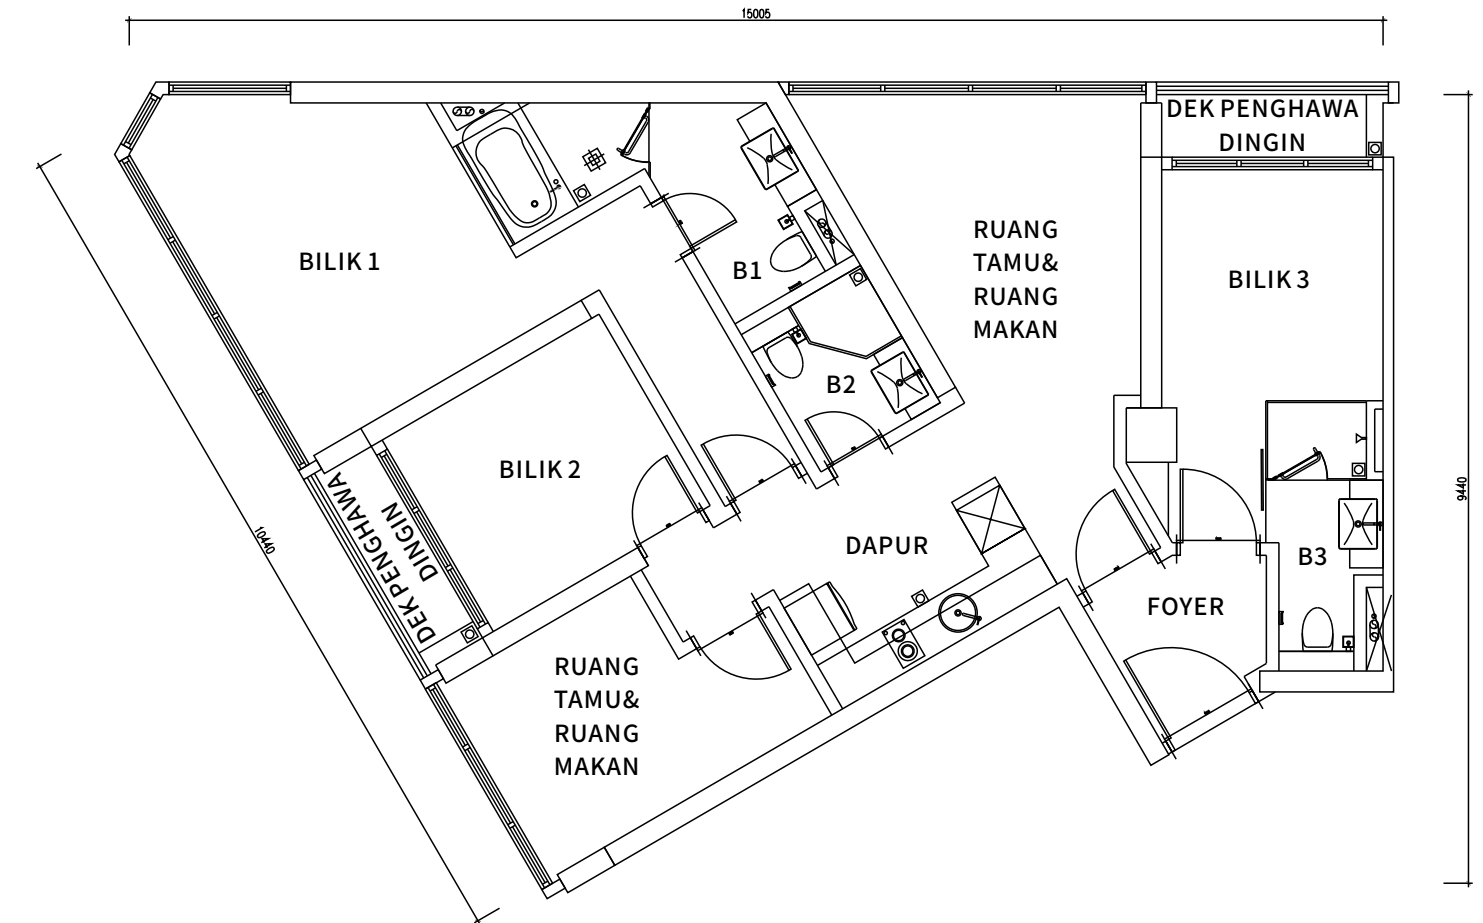 15005
DEK PENGHAWA
DINGIN
RUANG
TAMU&
RUANG
MAKAN
BILIK 1
B1
BILIK 3
B2
BILIK 2
DEK PENGHAWA
DINGIN
10440
9440
DAPUR
B3
FOYER
RUANG
TAMU&
RUANG
MAKAN